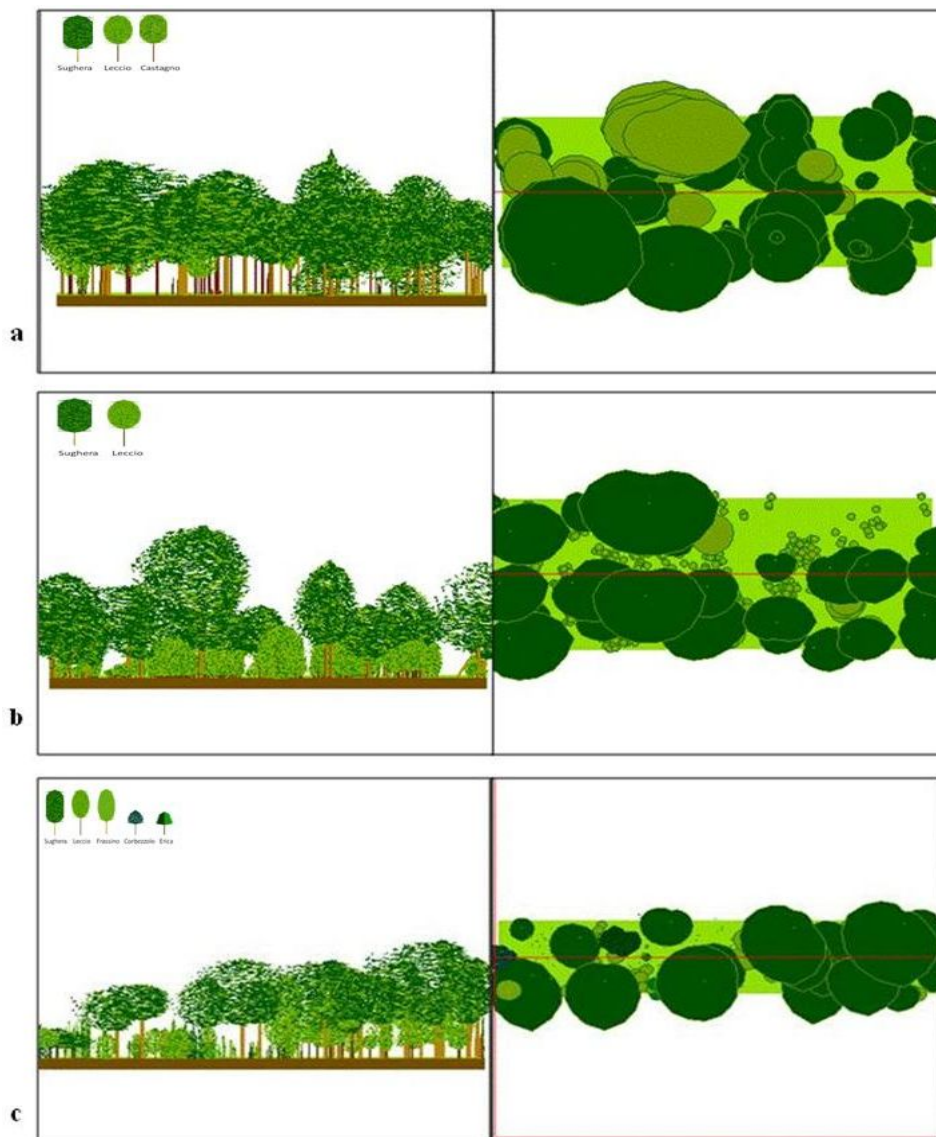 Sughera Leccio Castagno
a
Sughera Leccio
b
Sughera Leccio Frassino Corbezzolo Erica
c